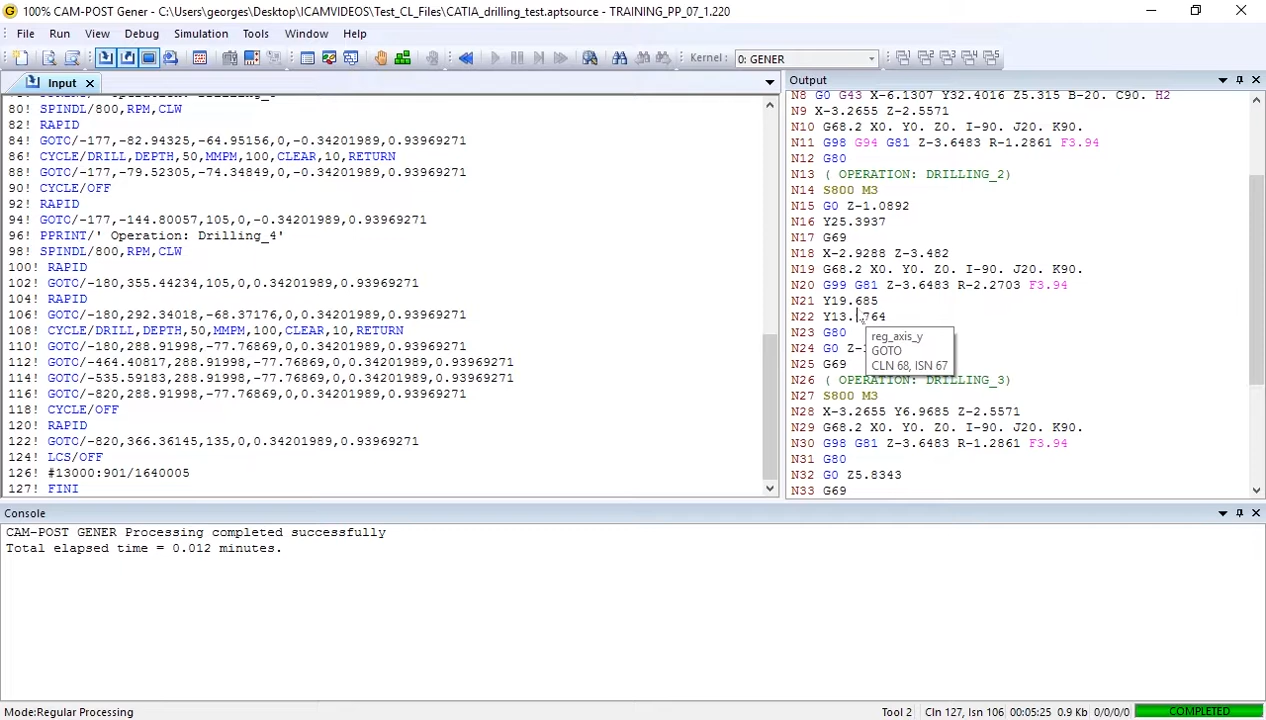 100% CAM-POST Gener - C:\Users\georges\Desktop\ICAMVIDEOS\Test_CL_Files\CATIA_drilling_test.aptsource - TRAINING_PP_07_1.220
File Run View Debug Simulation Tools Window Help
Kernel : 0: GENER
Input
80! SPINDL/800,RPM,CLW
82! RAPID
84! GOTO/-177,-82.94325,-64.95156,0,-0.34201989,0.93969271
86! CYCLE/DRILL,DEPTH,50,MMPM,100,CLEAR,10,RETURN
88! GOTO/-177,-79.52305,-74.34849,0,-0.34201989,0.93969271
90! CYCLE/OFF
92! RAPID
94! GOTO/-177,-144.80057,105,0,-0.34201989,0.93969271
96! PPRINT/' Operation: Drilling_4'
98! SPINDL/800,RPM,CLW
100! RAPID
102! GOTO/-180,355.44234,105,0,0.34201989,0.93969271
104! RAPID
106! GOTO/-180,292.34018,-68.37176,0,0.34201989,0.93969271
108! CYCLE/DRILL,DEPTH,50,MMPM,100,CLEAR,10,RETURN
110! GOTO/-180,288.91998,-77.76869,0,0.34201989,0.93969271
112! GOTO/-464.40817,288.91998,-77.76869,0,0.34201989,0.93969271
114! GOTO/-535.59183,288.91998,-77.76869,0,0.34201989,0.93969271
116! GOTO/-820,288.91998,-77.76869,0,0.34201989,0.93969271
118! CYCLE/OFF
120! RAPID
122! GOTO/-820,366.36145,135,0,0.34201989,0.93969271
124! LCS/OFF
126! #13000:901/1640005
127! FINI
Output
N8 G0 G43 X-6.1307 Y32.4016 Z5.315 B-20. C90. H2
N9 X-3.2655 Z-2.5571
N10 G68.2 X0. Y0. Z0. I-90. J20. K90.
N11 G98 G94 G81 Z-3.6483 R-1.2861 F3.94
N12 G80
N13 ( OPERATION: DRILLING_2)
N14 S800 M3
N15 G0 Z-1.0892
N16 Y25.3937
N17 G69
N18 X-2.9288 Z-3.482
N19 G68.2 X0. Y0. Z0. I-90. J20. K90.
N20 G99 G81 Z-3.6483 R-2.2703 F3.94
N21 Y19.685
N22 Y13. 764
N23 G80
N24 G0
N25 G69
N26 ( OPERATION: DRILLING_3)
N27 S800 M3
N28 X-3.2655 Y6.9685 Z-2.5571
N29 G68.2 X0. Y0. Z0. I-90. J20. K90.
N30 G98 G81 Z-3.6483 R-1.2861 F3.94
N31 G80
N32 G0 Z5.8343
N33 G69
reg_axis_y
GOTO
CLN 68, ISN 67
Console
CAM-POST GENER Processing completed successfully
Total elapsed time = 0.012 minutes.
Mode:Regular Processing
Tool 2 Cln 127, Isn 106 00:05:25 0.9 Kb 0/0/0/0 COMPLETED